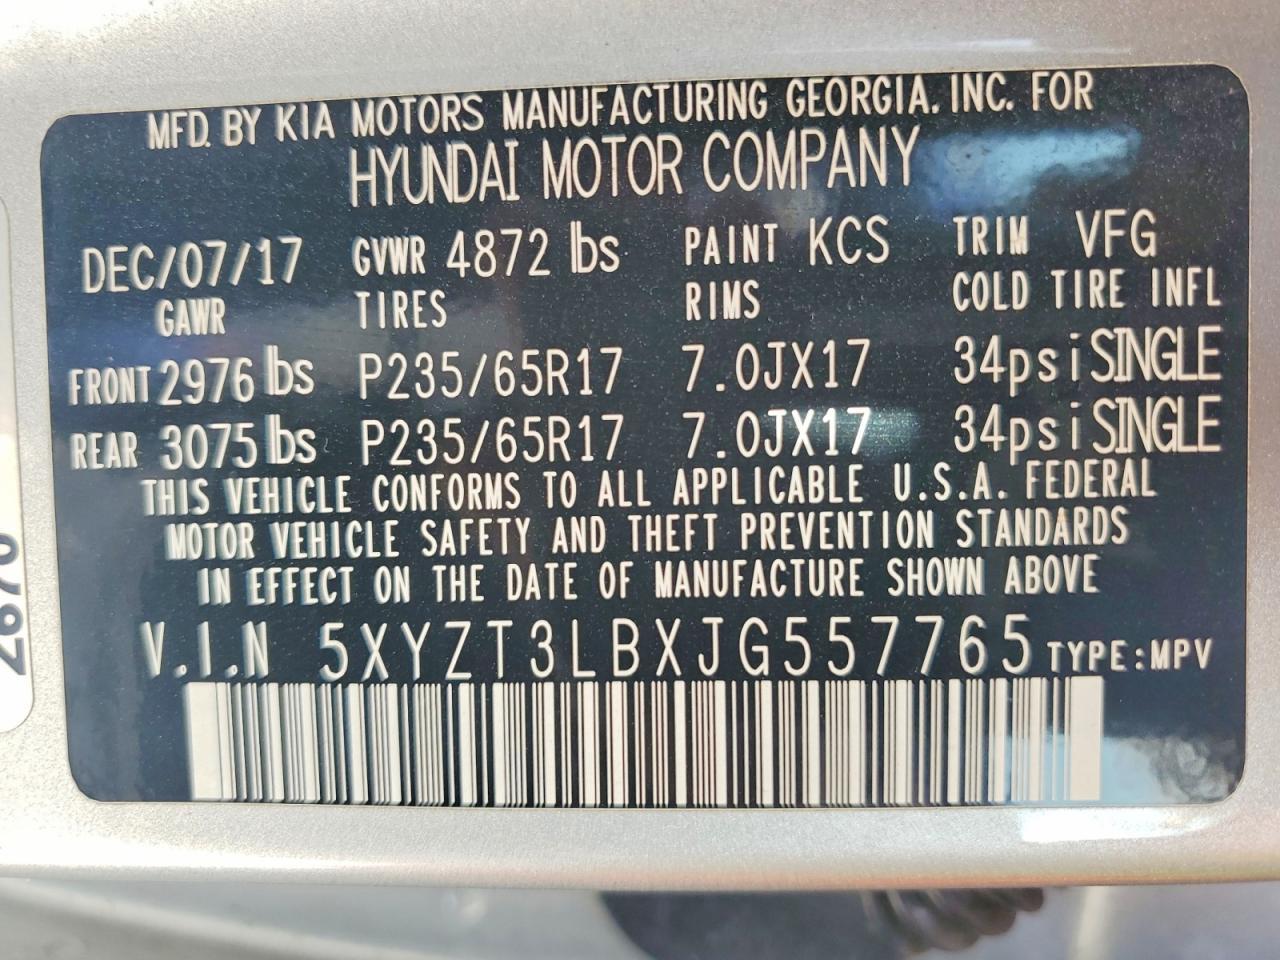 MFD. BY KIA MOTORS MANUFACTURING GEORGIA. INC. FOR
HYUNDAI MOTOR COMPANY
DEC/07/17 GVWR 4872 lbs PAINT KCS TRIM VFG
GAWR TIRES RIMS COLD TIRE INFL
FRONT 2976 lbs P235/65R17 7.0JX17 34psi SINGLE
REAR 3075 lbs P235/65R17 7.0JX17 34psi SINGLE
THIS VEHICLE CONFORMS TO ALL APPLICABLE U.S.A. FEDERAL
MOTOR VEHICLE SAFETY AND THEFT PREVENTION STANDARDS
IN EFFECT ON THE DATE OF MANUFACTURE SHOWN ABOVE
V.I.N 5XYZT3LBXJG557765 TYPE:MPV